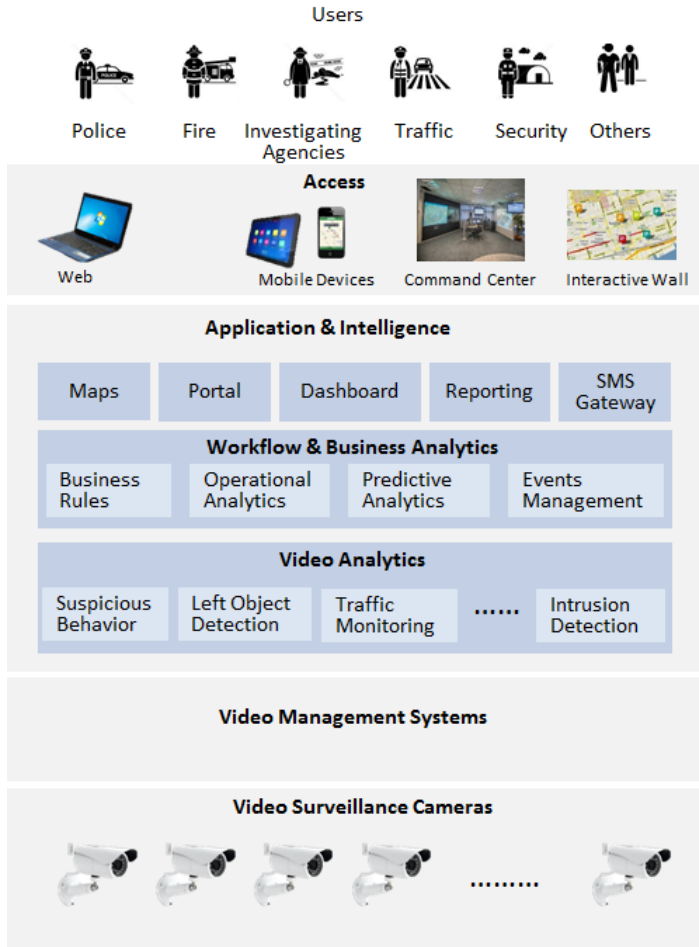 Users
Police
Fire
Investigating
Agencies
Traffic
Security
Others
Access
Web
Mobile Devices
Command Center
Interactive Wall
Application & Intelligence
Maps
Portal
Dashboard
Reporting
SMS
Gateway
Workflow & Business Analytics
Business
Rules
Operational
Analytics
Predictive
Analytics
Events
Management
Video Analytics
Suspicious
Behavior
Left Object
Detection
Traffic
Monitoring
......
Intrusion
Detection
Video Management Systems
Video Surveillance Cameras
.........